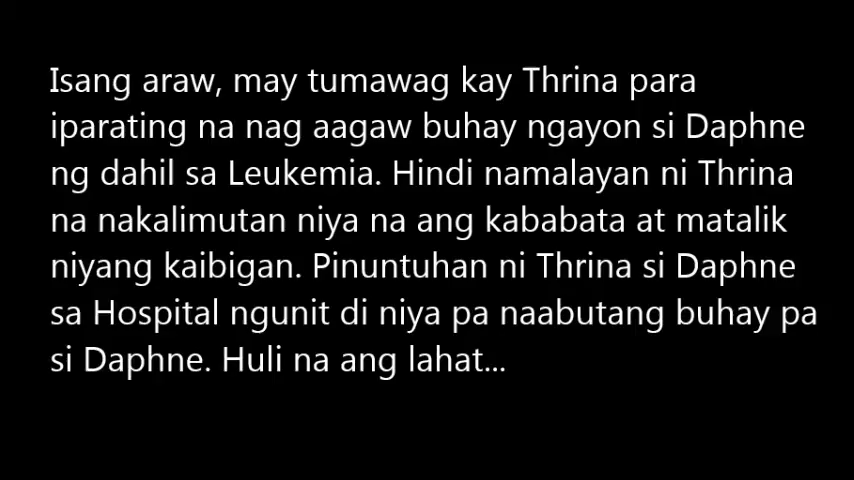 Isang araw, may tumawag kay Thrina para
iparating na nag aagaw buhay ngayon si Daphne
ng dahil sa Leukemia. Hindi namalayan ni Thrina
na nakalimutan niya na ang kababata at matalik
niyang kaibigan. Pinuntuhan ni Thrina si Daphne
sa Hospital ngunit di niya pa naabutang buhay pa
si Daphne. Huli na ang lahat...